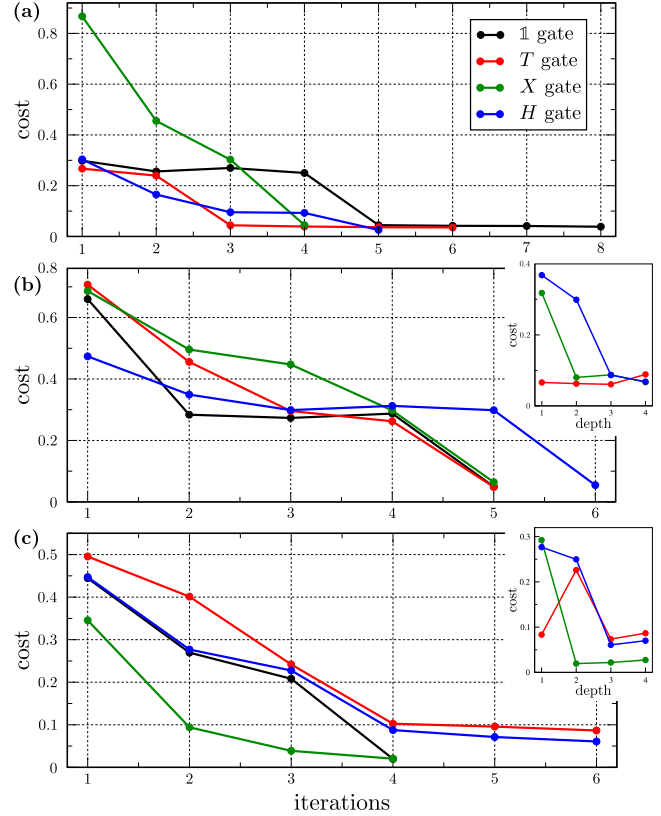 (a)
0.8
0.6
0.4
0.2
0
cost
1 2 3 4 5 6 7 8
𝟙 gate
T gate
X gate
H gate
(b)
0.8
0.6
0.4
0.2
0
cost
1 2 3 4 5 6
0.4
0.2
0
cost
1 2 3 4
depth
(c)
0.5
0.4
0.3
0.2
0.1
0
cost
1 2 3 4 5 6
iterations
0.3
0.2
0.1
0
cost
1 2 3 4
depth